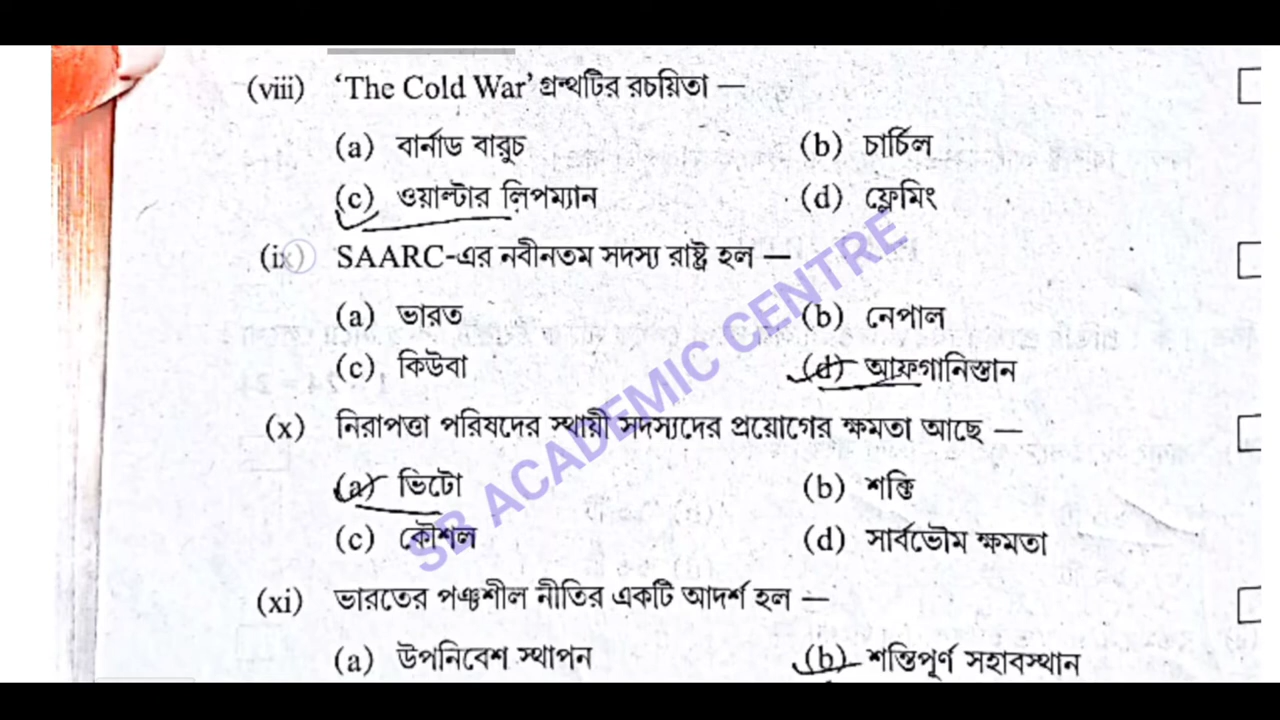 (viii) ‘The Cold War’ গ্রন্থটির রচয়িতা —
(a) বার্নাড বারুচ (b) চার্চিল
(c) ওয়াল্টার লিপম্যান (d) ফ্লেমিং
(ix) SAARC-এর নবীনতম সদস্য রাষ্ট্র হল —
(a) ভারত (b) নেপাল
(c) কিউবা (d) আফগানিস্তান
(x) নিরাপত্তা পরিষদের স্থায়ী সদস্যদের প্রয়োগের ক্ষমতা আছে —
(a) ভিটো (b) শক্তি
(c) কৌশল (d) সার্বভৌম ক্ষমতা
(xi) ভারতের পঞ্চশীল নীতির একটি আদর্শ হল —
(a) উপনিবেশ স্থাপন (b) শান্তিপূর্ণ সহাবস্থান
SB ACADEMIC CENTRE